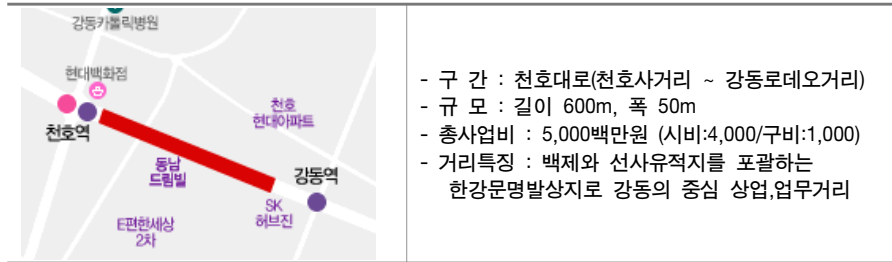 강동카톨릭병원
현대백화점
천호역
천호
현대아파트
동남
드림빌
강동역
SK
허브진
E편한세상
2차
- 구 간 : 천호대로(천호사거리 ~ 강동로데오거리)
- 규 모 : 길이 600m, 폭 50m
- 총사업비 : 5,000백만원 (시비:4,000/구비:1,000)
- 거리특징 : 백제와 선사유적지를 포괄하는
한강문명발상지로 강동의 중심 상업,업무거리